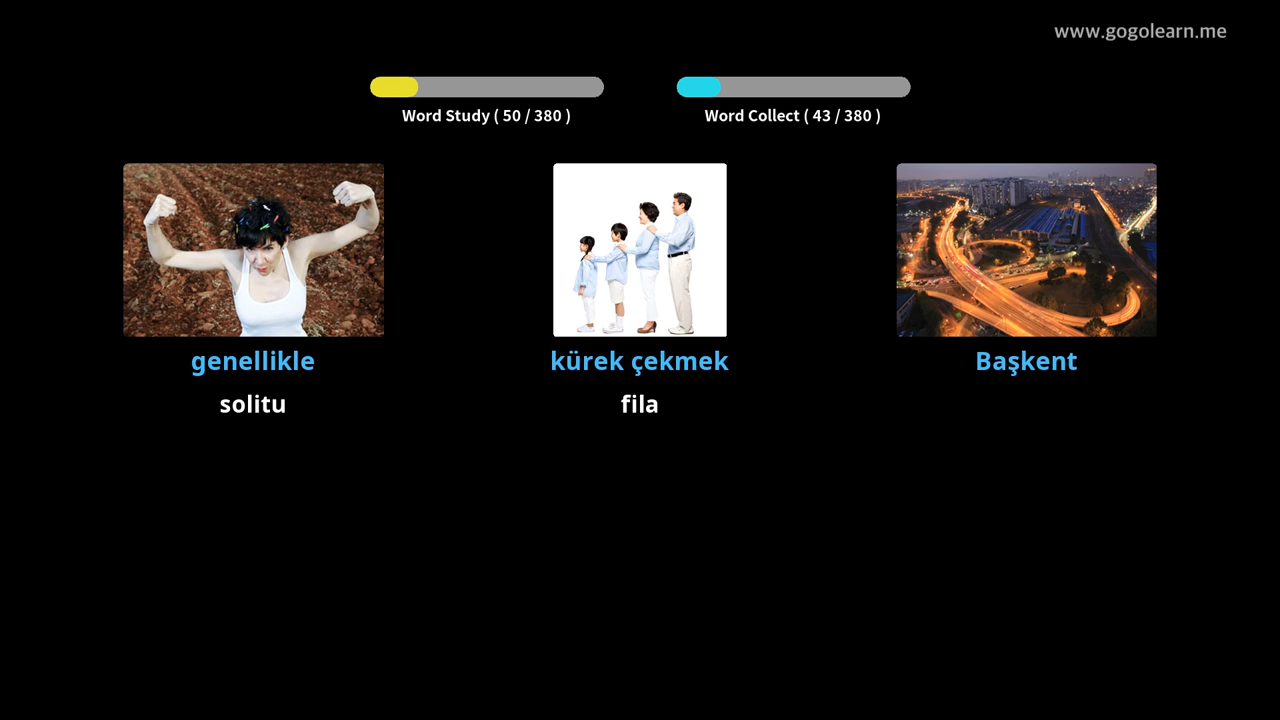 www.gogolearn.me
Word Study ( 50 / 380 )
Word Collect ( 43 / 380 )
genellikle
kürek çekmek
Başkent
solitu
fila